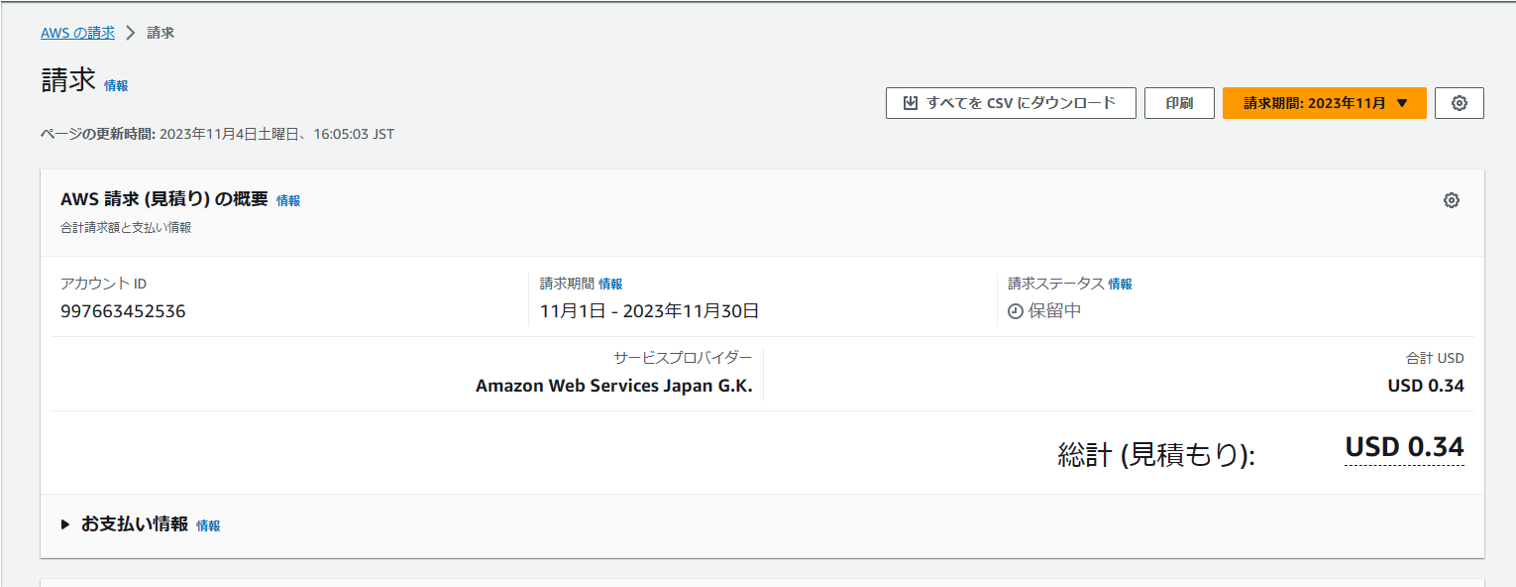 AWS の請求 > 請求
請求 情報
すべてを CSV にダウンロード 印刷 請求期間: 2023年11月 ▼
ページの更新時間: 2023年11月4日土曜日、16:05:03 JST
AWS 請求 (見積り) の概要 情報
合計請求額と支払い情報
アカウント ID 請求期間 情報 請求ステータス 情報
997663452536 11月1日 - 2023年11月30日 保留中
サービスプロバイダー 合計 USD
Amazon Web Services Japan G.K. USD 0.34
総計 (見積もり): USD 0.34
お支払い情報 情報